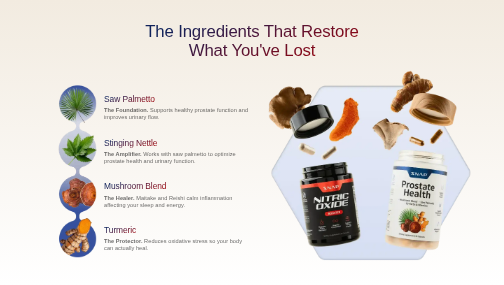 The Ingredients That Restore
What You've Lost
Saw Palmetto
The Foundation. Supports healthy prostate function and
improves urinary flow.
Stinging Nettle
The Amplifier. Works with saw palmetto to optimize
prostate health and urinary function.
Mushroom Blend
The Healer. Maitake and Reishi calm inflammation
affecting your sleep and energy.
Turmeric
The Protector. Reduces oxidative stress so your body
can actually heal.
SNAP
NITRIC
OXIDE
SNAP
Prostate
Health